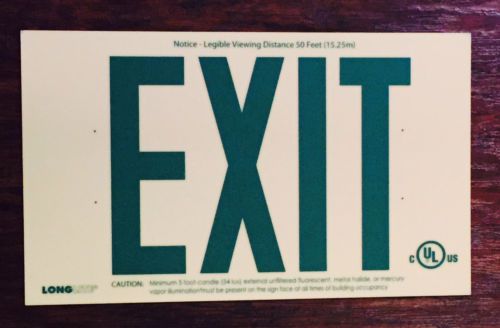 Notice - Legible Viewing Distance 50 Feet (15.25m)
EXIT
C UL US
LONG
CAUTION: Minimum 5 foot-candle (54 lux) external unfiltered fluorescent, metal halide, or mercury
vapor illumination must be present on the sign face at all times of building occupancy